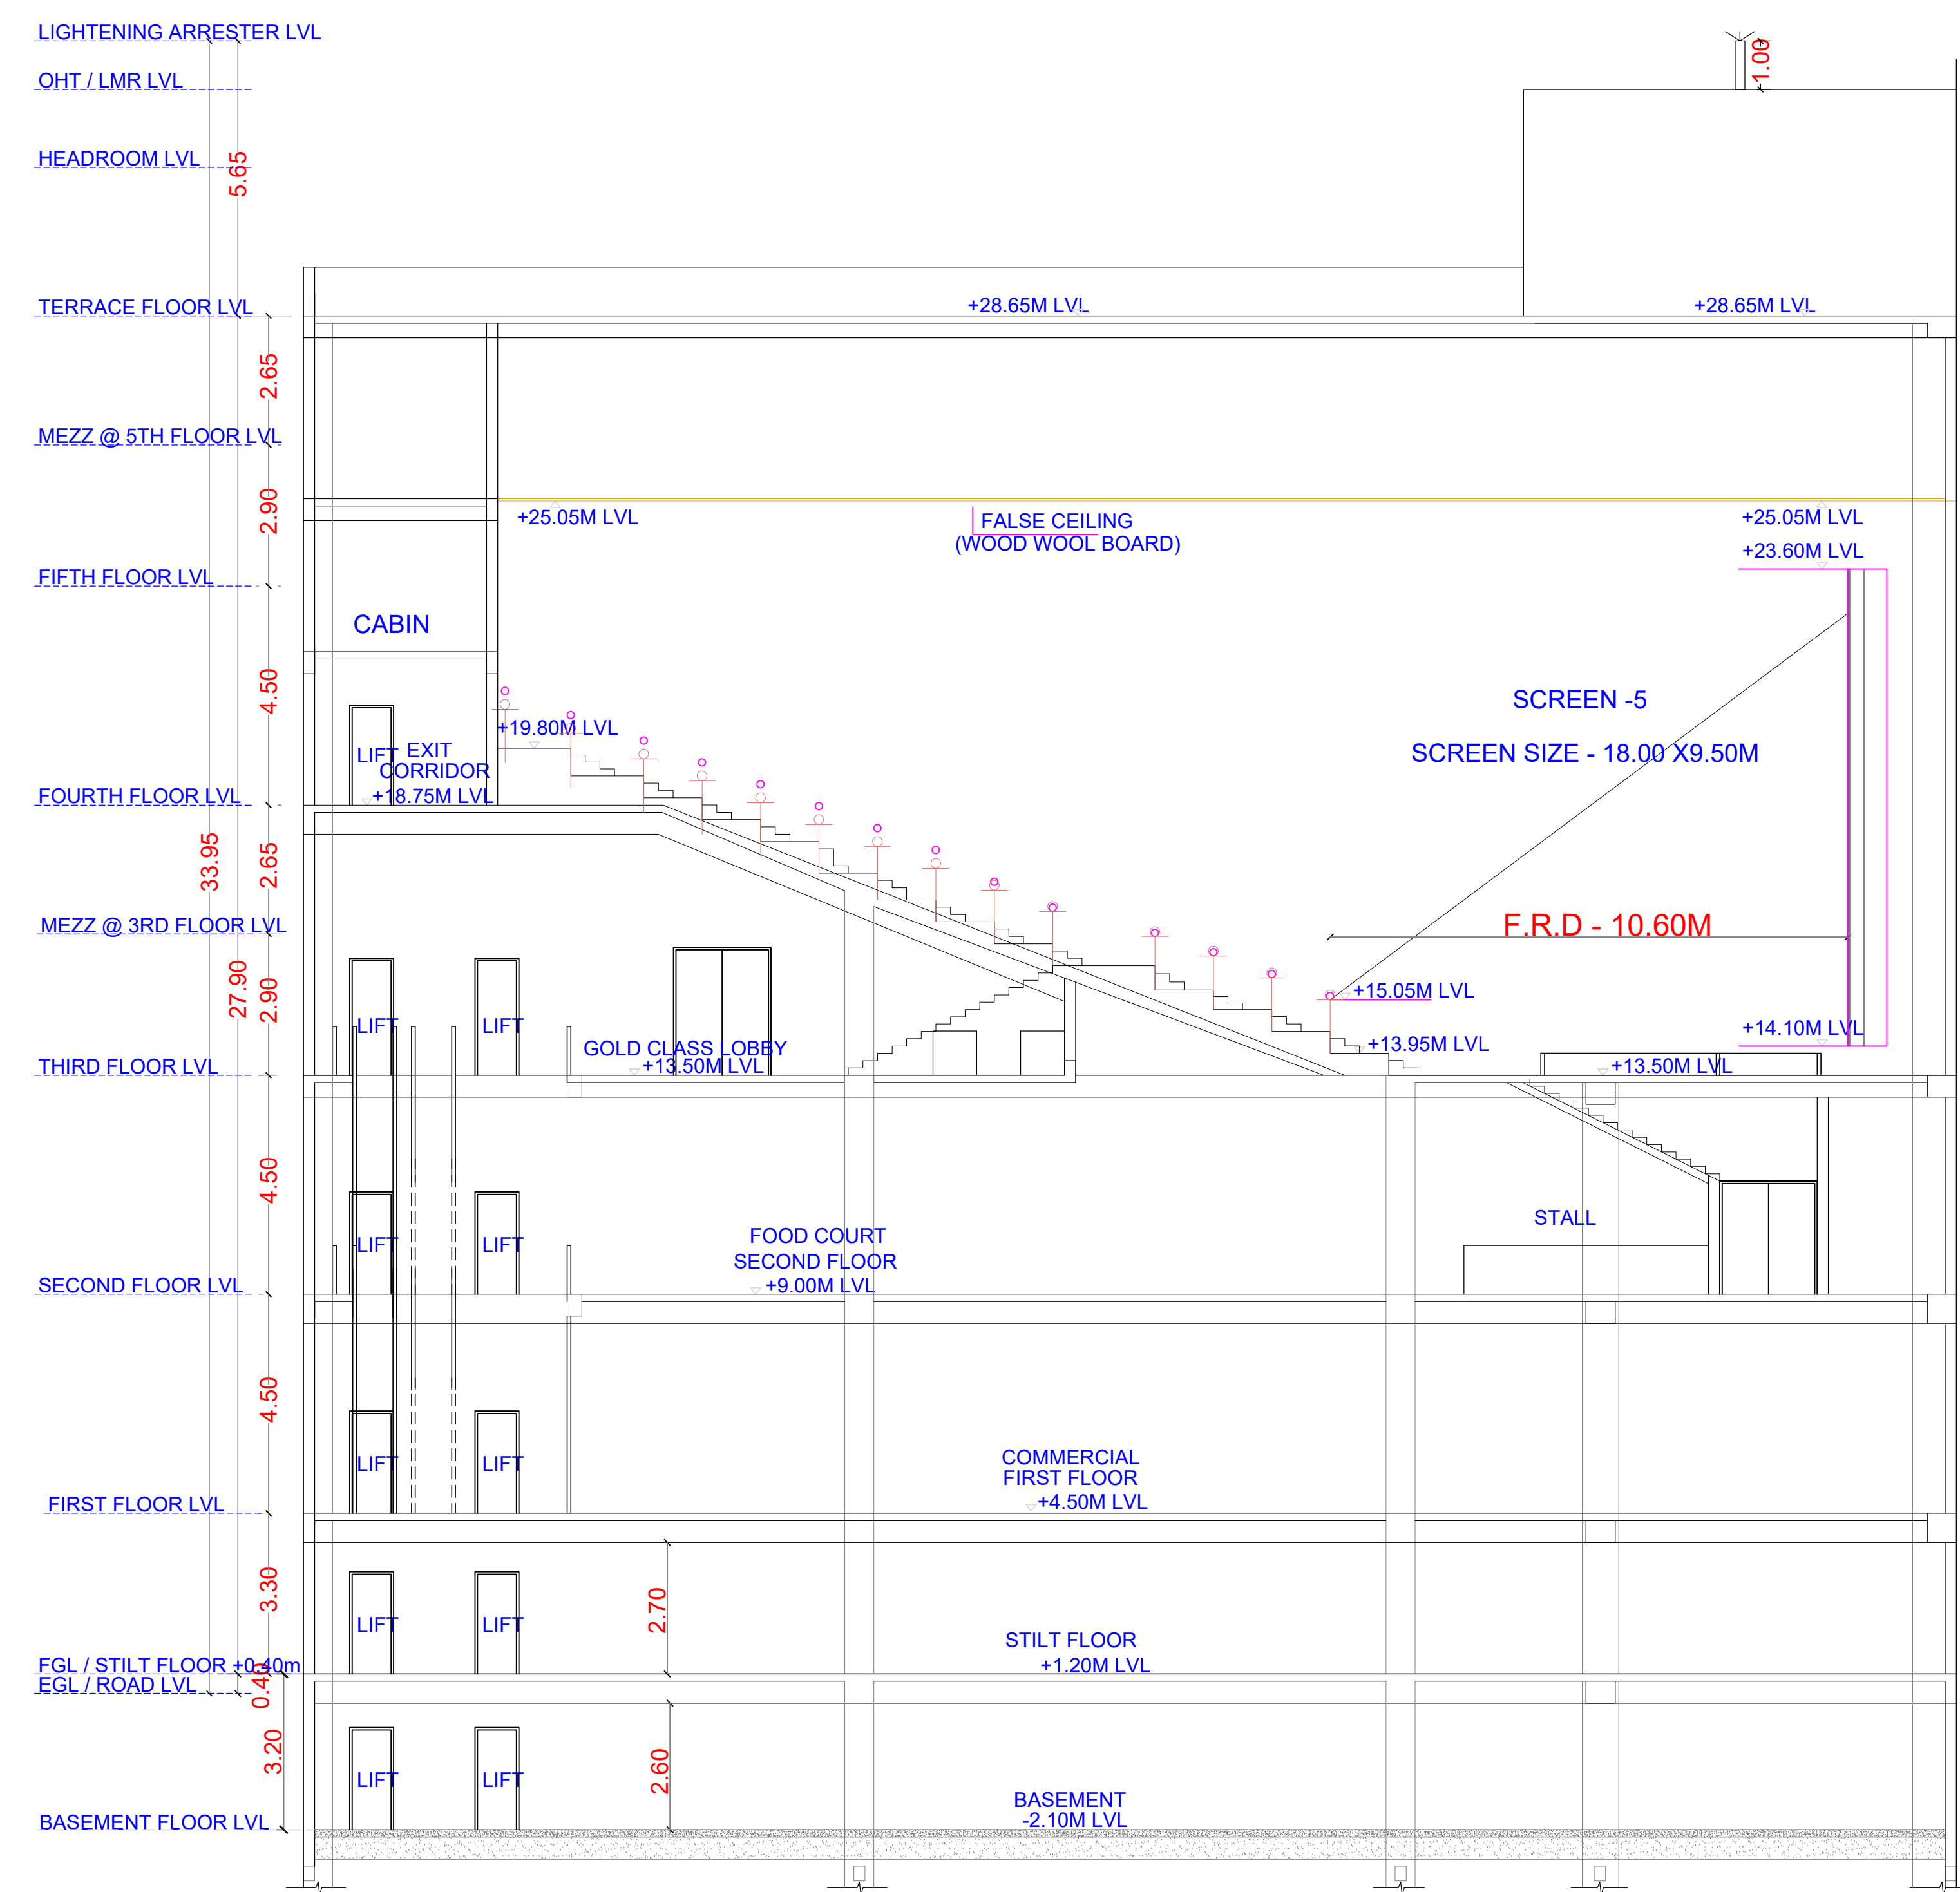 LIGHTENING ARRESTER LVL
1.00
OHT / LMR LVL
HEADROOM LVL
5.65
TERRACE FLOOR LVL
+28.65M LVL
+28.65M LVL
2.65
MEZZ @ 5TH FLOOR LVL
2.90
+25.05M LVL
FALSE CEILING
(WOOD WOOL BOARD)
+25.05M LVL
+23.60M LVL
FIFTH FLOOR LVL
CABIN
4.50
SCREEN -5
+19.80M LVL
SCREEN SIZE - 18.00 X9.50M
LIFT
EXIT
CORRIDOR
+18.75M LVL
FOURTH FLOOR LVL
33.95
2.65
MEZZ @ 3RD FLOOR LVL
F.R.D - 10.60M
27.90
2.90
+15.05M LVL
LIFT
LIFT
+14.10M LVL
GOLD CLASS LOBBY
+13.50M LVL
+13.95M LVL
+13.50M LVL
THIRD FLOOR LVL
4.50
STALL
LIFT
LIFT
FOOD COURT
SECOND FLOOR
+9.00M LVL
SECOND FLOOR LVL
4.50
LIFT
LIFT
COMMERCIAL
FIRST FLOOR
+4.50M LVL
FIRST FLOOR LVL
3.30
2.70
LIFT
LIFT
STILT FLOOR
+1.20M LVL
FGL / STILT FLOOR +0.40m
0.40
EGL / ROAD LVL
3.20
2.60
LIFT
LIFT
BASEMENT
-2.10M LVL
BASEMENT FLOOR LVL